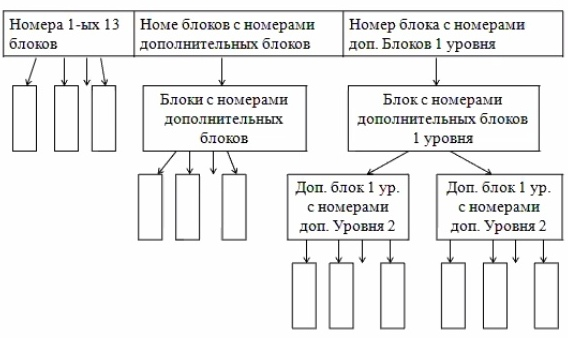 Номера 1-ых 13
блоков
Номе блоков с номерами
дополнительных блоков
Номер блока с номерами
доп. Блоков 1 уровня
Блоки с номерами
дополнительных
блоков
Блок с номерами
дополнительных блоков
1 уровня
Доп. блок 1 ур.
с номерами
доп. Уровня 2
Доп. блок 1 ур.
с номерами
доп. Уровня 2